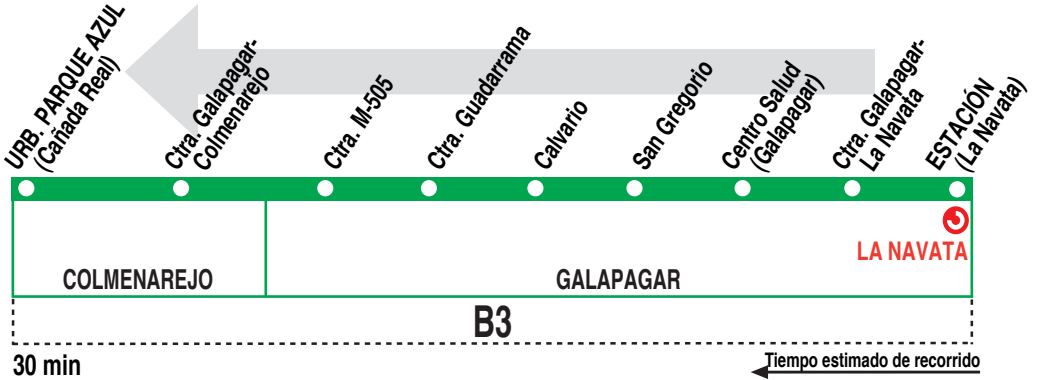 URB. PARQUE AZUL
(Cañada Real)
Ctra. Galapagar-
Colmenarejo
Ctra. M-505
Ctra. Guadarrama
Calvario
San Gregorio
Centro Salud
(Galapagar)
Ctra. Galapagar-
La Navata
ESTACIÓN
(La Navata)
LA NAVATA
COLMENAREJO
GALAPAGAR
B3
30 min
Tiempo estimado de recorrido